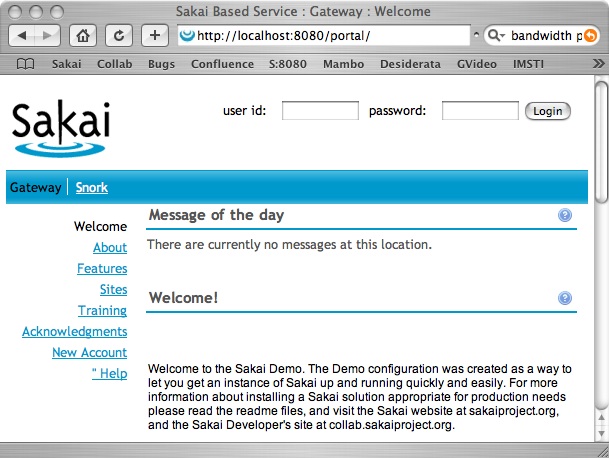 Sakai Based Service : Gateway : Welcome
http://localhost:8080/portal/
bandwidth p
Sakai Collab Bugs Confluence S:8080 Mambo Desiderata GVideo IMSTI
Sakai
user id: password: Login
Gateway Snork
Welcome
About
Features
Sites
Training
Acknowledgments
New Account
" Help
Message of the day
There are currently no messages at this location.
Welcome!
Welcome to the Sakai Demo. The Demo configuration was created as a way to
let you get an instance of Sakai up and running quickly and easily. For more
information about installing a Sakai solution appropriate for production needs
please read the readme files, and visit the Sakai website at sakaiproject.org,
and the Sakai Developer's site at collab.sakaiproject.org.